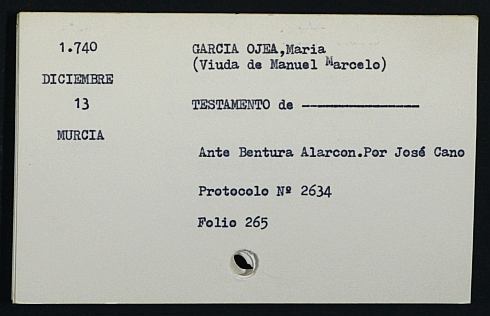 1.740
DICIEMBRE
13
MURCIA
GARCIA OJEA,Maria
(Viuda de Manuel Marcelo)
TESTAMENTO de -----------------
Ante Bentura Alarcon.Por José Cano
Protocolo Nº 2634
Folio 265